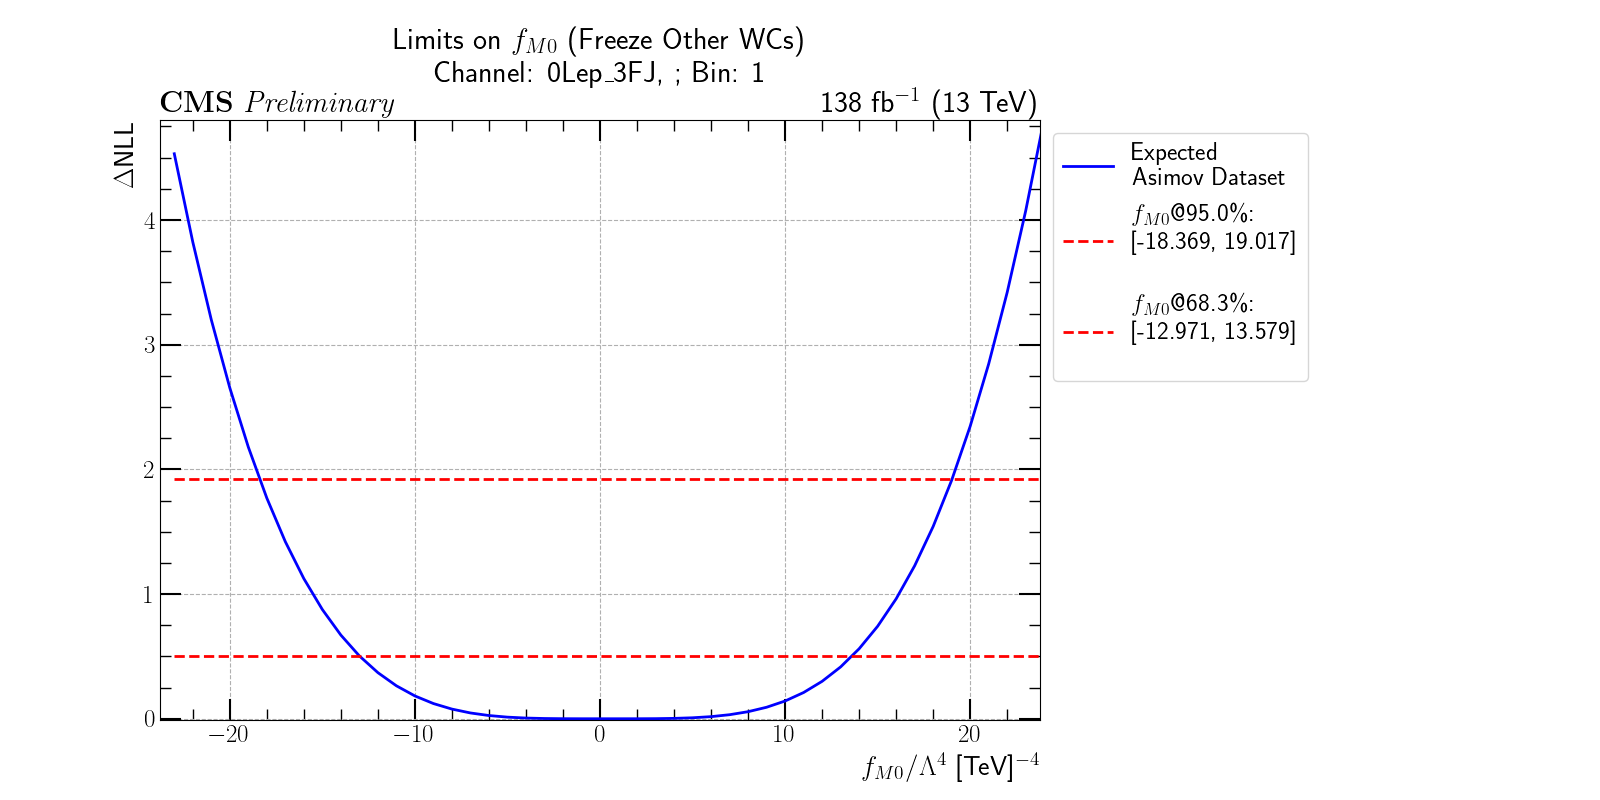 Limits on f_{M0} (Freeze Other WCs)
Channel: 0Lep_3FJ, ; Bin: 1
CMS Preliminary
138 fb^{−1} (13 TeV)
ΔNLL
4
3
2
1
0
−20
−10
0
10
20
f_{M0}/Λ^4 [TeV]^{−4}
Expected
Asimov Dataset
f_{M0}@95.0%:
[-18.369, 19.017]
f_{M0}@68.3%:
[-12.971, 13.579]